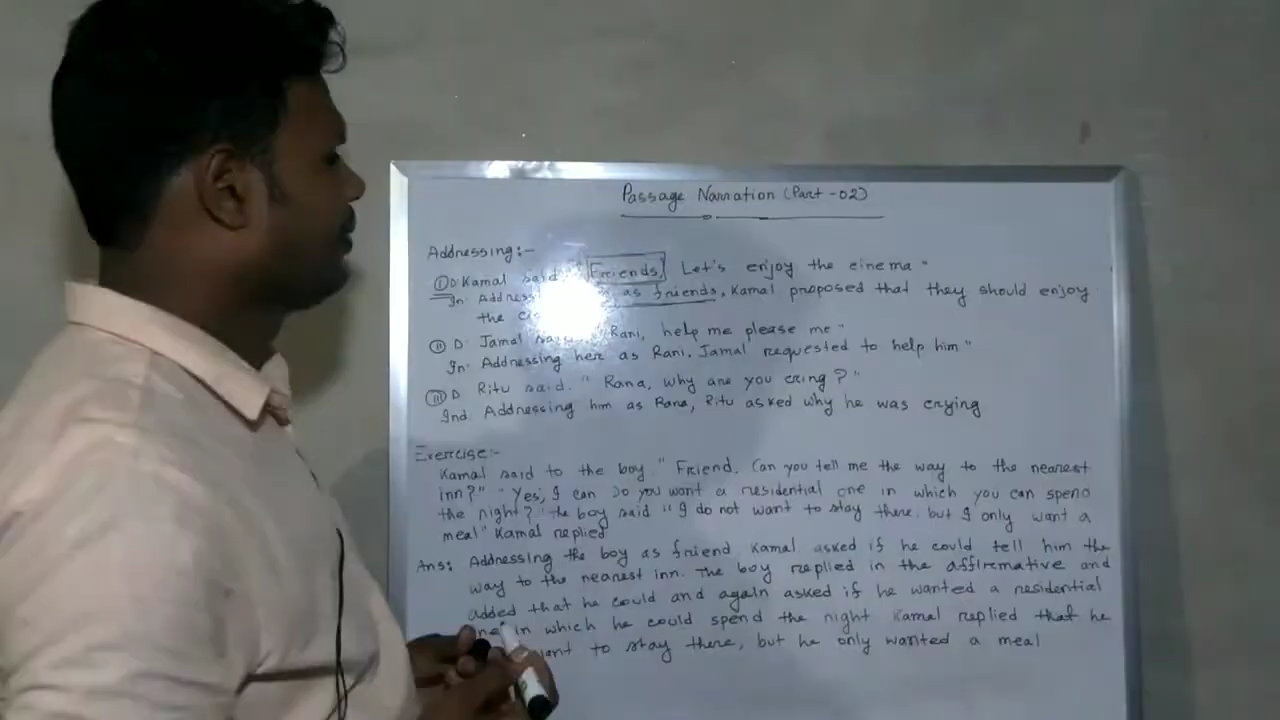 Passage Narration (Part-02)
Addressing:-
(I) D: Kamal said "Friends, Let's enjoy the cinema"
In: as friends, Kamal proposed that they should enjoy
the
(II) D. Jamal Rani, help me please me"
In: Addressing her as Rani. Jamal requested to help him"
(III) D Ritu said. "Rana, why are you cring?"
Ind. Addressing him as Rana, Ritu asked why he was crying
Exercise:-
Kamal said to the boy. "Friend. Can you tell me the way to the nearest
inn?" "Yes, I can Do you want a residential one in which you can spend
the night?" The boy said "I do not want to stay there. but I only want a
meal" Kamal replied
Ans: Addressing the boy as friend, Kamal asked if he could tell him the
way to the nearest inn. The boy replied in the affirmative and
added that he could and again asked if he wanted a residential
in which he could spend the night Kamal replied that he
to stay there, but he only wanted a meal